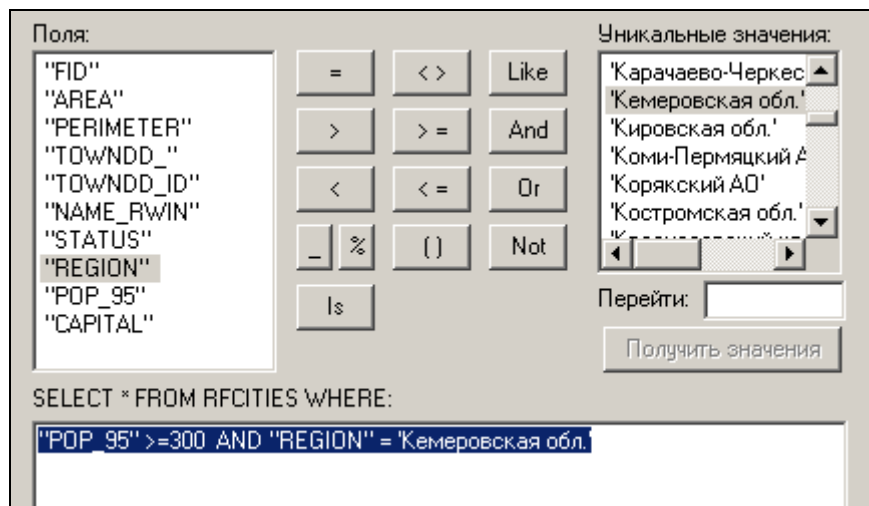 Поля:
Уникальные значения:
"FID"
"AREA"
"PERIMETER"
"TOWNDD_"
"TOWNDD_ID"
"NAME_RWIN"
"STATUS"
"REGION"
"POP_95"
"CAPITAL"
= < > Like
> > = And
< < = Or
_ % ( ) Not
Is
'Карачаево-Черкес
'Кемеровская обл.'
'Кировская обл.'
'Коми-Пермяцкий А
'Корякский АО'
'Костромская обл.'
Перейти:
Получить значения
SELECT * FROM RFCITIES WHERE:
"POP_95" >=300 AND "REGION" = 'Кемеровская обл.'